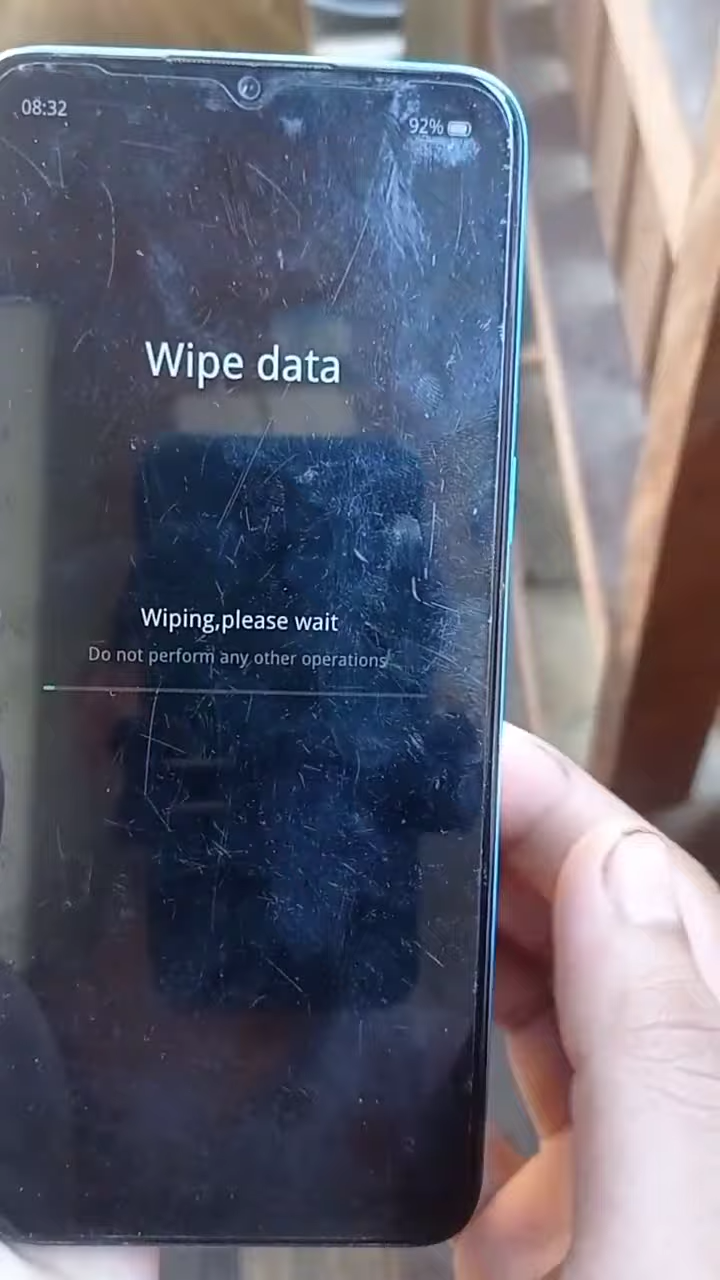 08:32
92%
Wipe data
Wiping,please wait
Do not perform any other operations